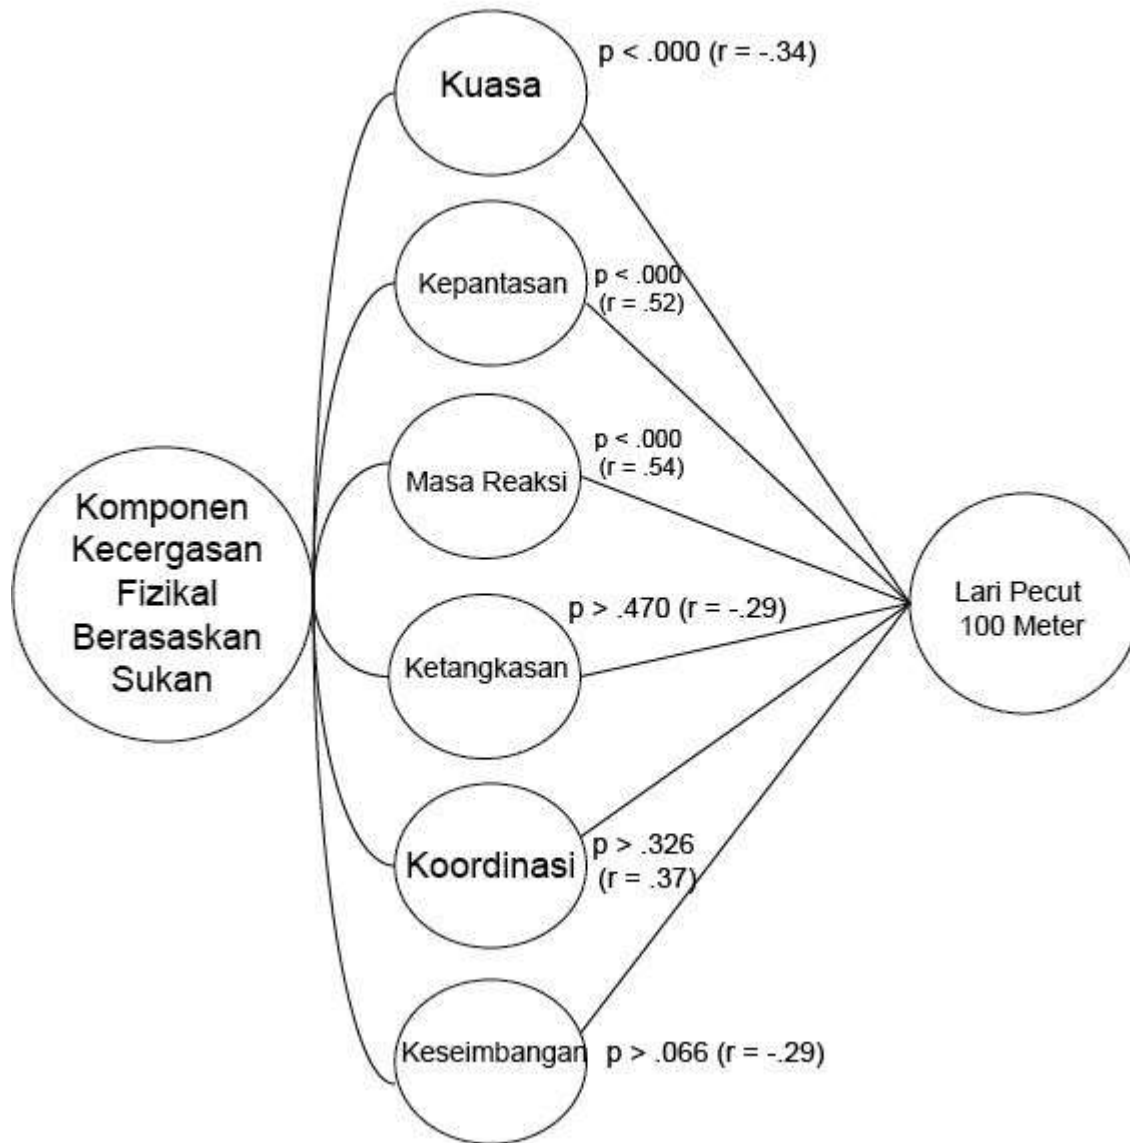 Kuasa
p < .000 (r = -.34)
Kepantasan
p < .000
(r = .52)
Masa Reaksi
p < .000
(r = .54)
Komponen
Kecergasan
Fizikal
Berasaskan
Sukan
Ketangkasan
p > .470 (r = -.29)
Lari Pecut
100 Meter
Koordinasi
p > .326
(r = .37)
Keseimbangan
p > .066 (r = -.29)